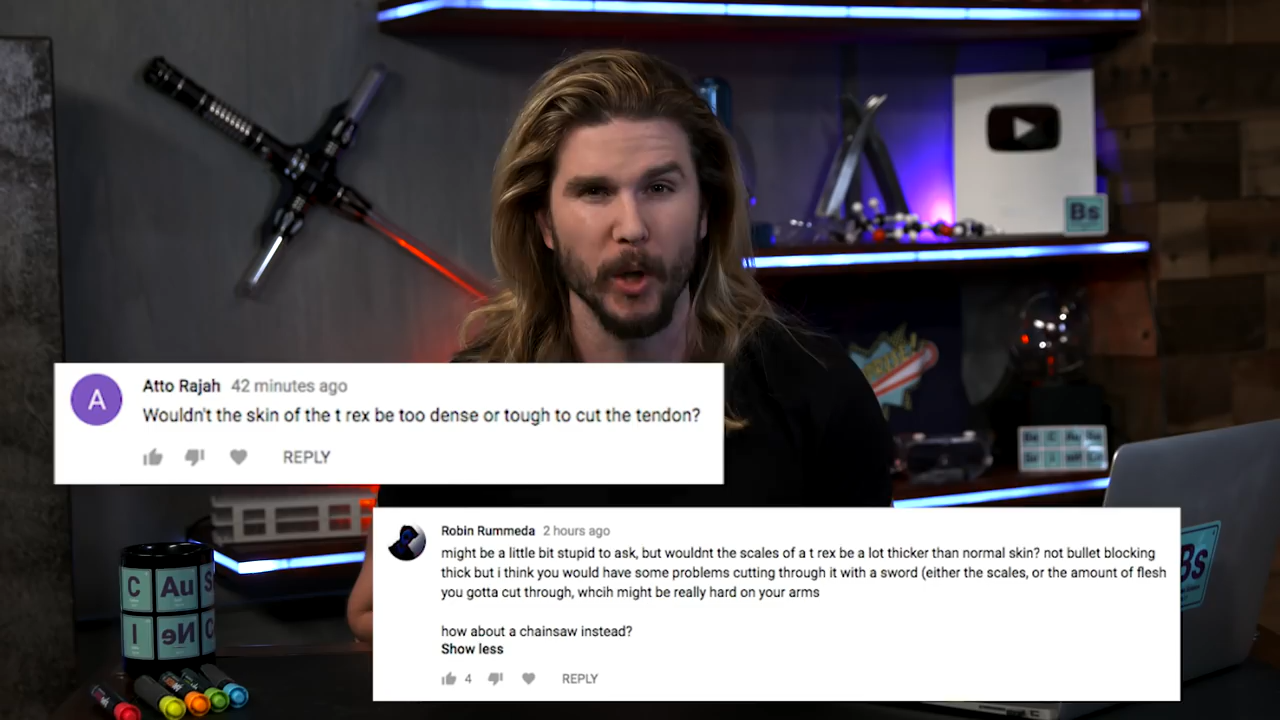 Bs
Atto Rajah 42 minutes ago
Wouldn't the skin of the t rex be too dense or tough to cut the tendon?
REPLY
A
Robin Rummeda 2 hours ago
might be a little bit stupid to ask, but wouldnt the scales of a t rex be a lot thicker than normal skin? not bullet blocking
thick but i think you would have some problems cutting through it with a sword (either the scales, or the amount of flesh
you gotta cut through, whcih might be really hard on your arms
how about a chainsaw instead?
Show less
4 REPLY
Bs
C Au S
I eN C